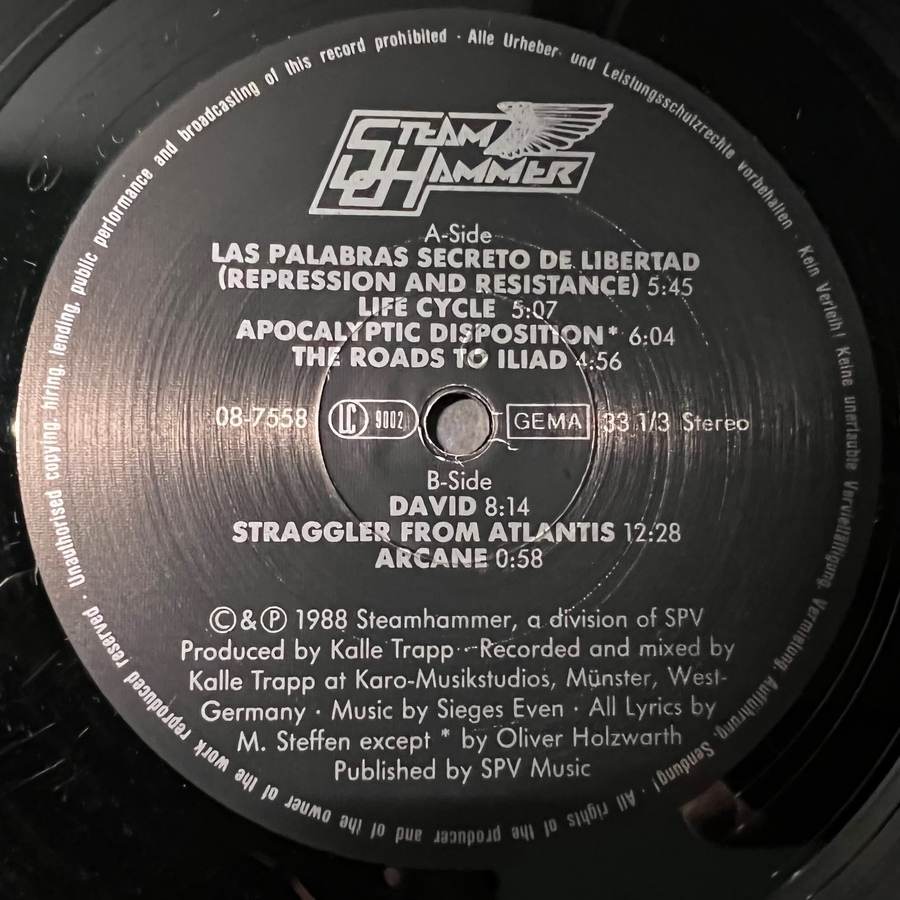 STEAM
HAMMER
A-Side
LAS PALABRAS SECRETO DE LIBERTAD
(REPRESSION AND RESISTANCE) 5:45
LIFE CYCLE 5:07
APOCALYPTIC DISPOSITION* 6:04
THE ROADS TO ILIAD 4:56
08-7558 LC 9002 GEMA 33 1/3 Stereo
B-Side
DAVID 8:14
STRAGGLER FROM ATLANTIS 12:28
ARCANE 0:58
©&℗ 1988 Steamhammer, a division of SPV
Produced by Kalle Trapp · Recorded and mixed by
Kalle Trapp at Karo-Musikstudios, Münster, West-
Germany · Music by Sieges Even · All Lyrics by
M. Steffen except * by Oliver Holzwarth
Published by SPV Music
Alle Urheber- und Leistungsschutzrechte vorbehalten · Kein Verleih! Keine unerlaubte Vervielfältigung, Vermietung, Aufführung, Sendung! · All rights of the producer and of the owner of the work reproduced reserved · Unauthorised copying, hiring, lending, public performance and broadcasting of this record prohibited ·